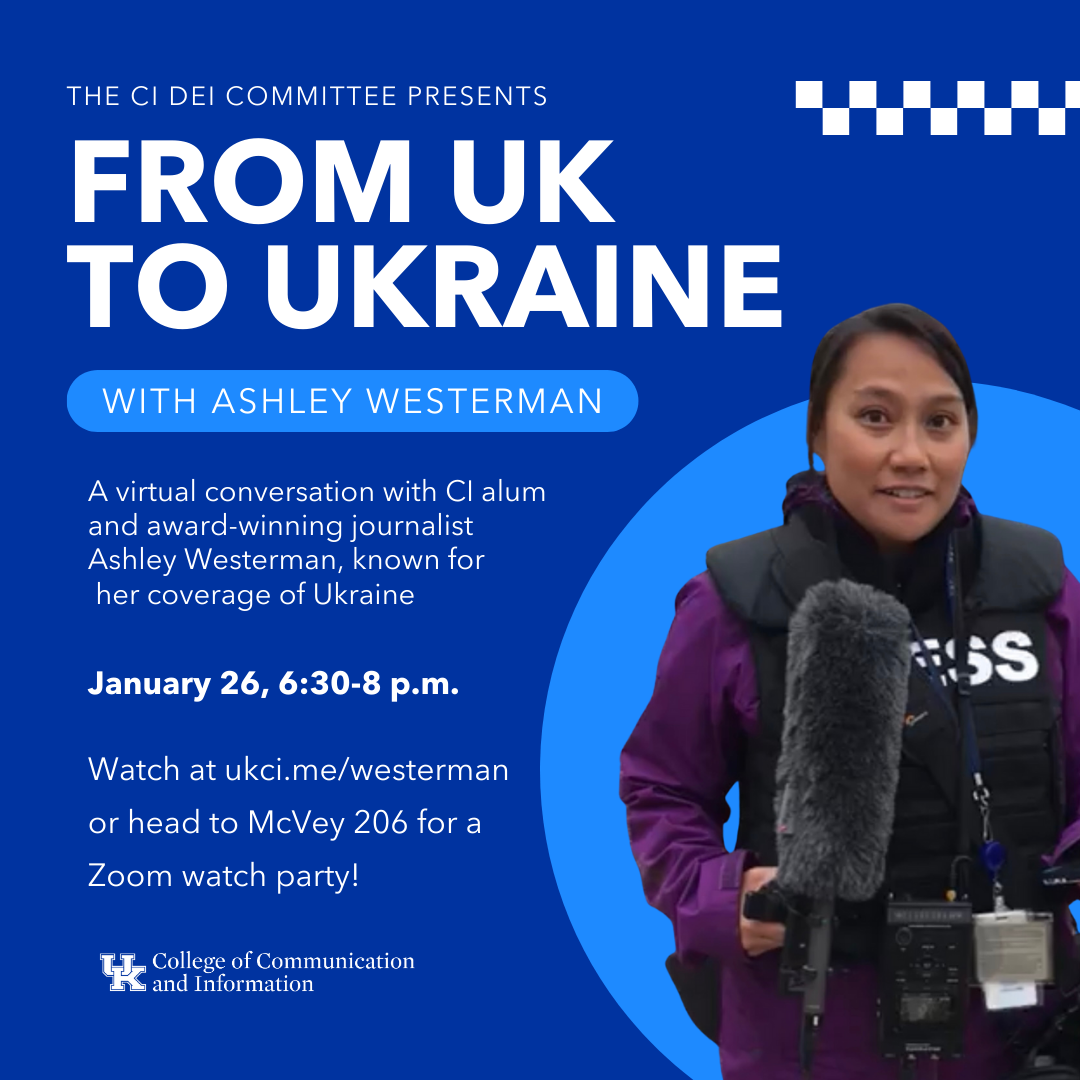 THE CI DEI COMMITTEE PRESENTS
FROM UK
TO UKRAINE
WITH ASHLEY WESTERMAN
A virtual conversation with CI alum
and award-winning journalist
Ashley Westerman, known for
her coverage of Ukraine
January 26, 6:30-8 p.m.
Watch at ukci.me/westerman
or head to McVey 206 for a
Zoom watch party!
UK College of Communication
and Information
ESS